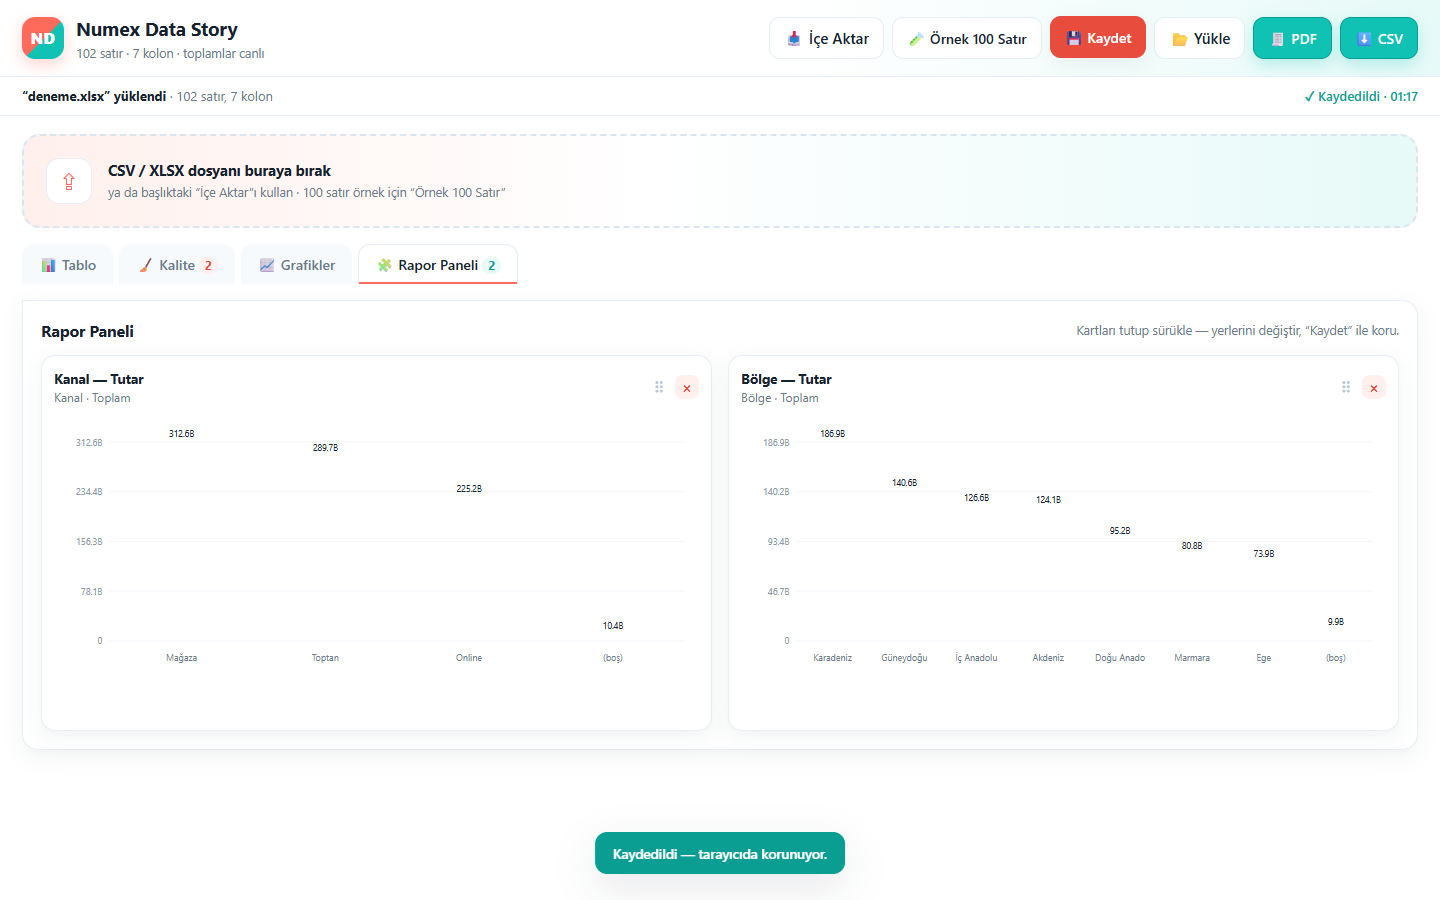 ND
Numex Data Story
102 satır · 7 kolon · toplamlar canlı
İçe Aktar
Örnek 100 Satır
Kaydet
Yükle
PDF
CSV
“deneme.xlsx” yüklendi · 102 satır, 7 kolon
✓ Kaydedildi · 01:17
CSV / XLSX dosyanı buraya bırak
ya da başlıktaki “İçe Aktar”ı kullan · 100 satır örnek için “Örnek 100 Satır”
Tablo
Kalite 2
Grafikler
Rapor Paneli 2
Rapor Paneli
Kartları tutup sürükle — yerlerini değiştir, “Kaydet” ile koru.
Kanal — Tutar
Kanal · Toplam
×
312.6B
234.4B
156.3B
78.1B
0
312.6B
289.7B
225.2B
10.4B
Mağaza
Toptan
Online
(boş)
Bölge — Tutar
Bölge · Toplam
×
186.9B
140.2B
93.4B
46.7B
0
186.9B
140.6B
126.6B
124.1B
95.2B
80.8B
73.9B
9.9B
Karadeniz
Güneydoğu
İç Anadolu
Akdeniz
Doğu Anado
Marmara
Ege
(boş)
Kaydedildi — tarayıcıda korunuyor.